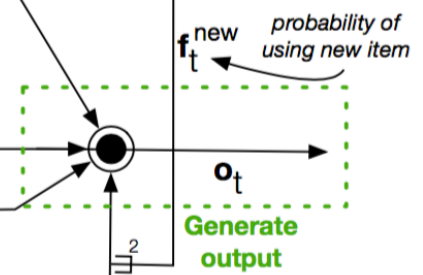 probability of
using new item
f_t^new
o_t
2
Generate
output